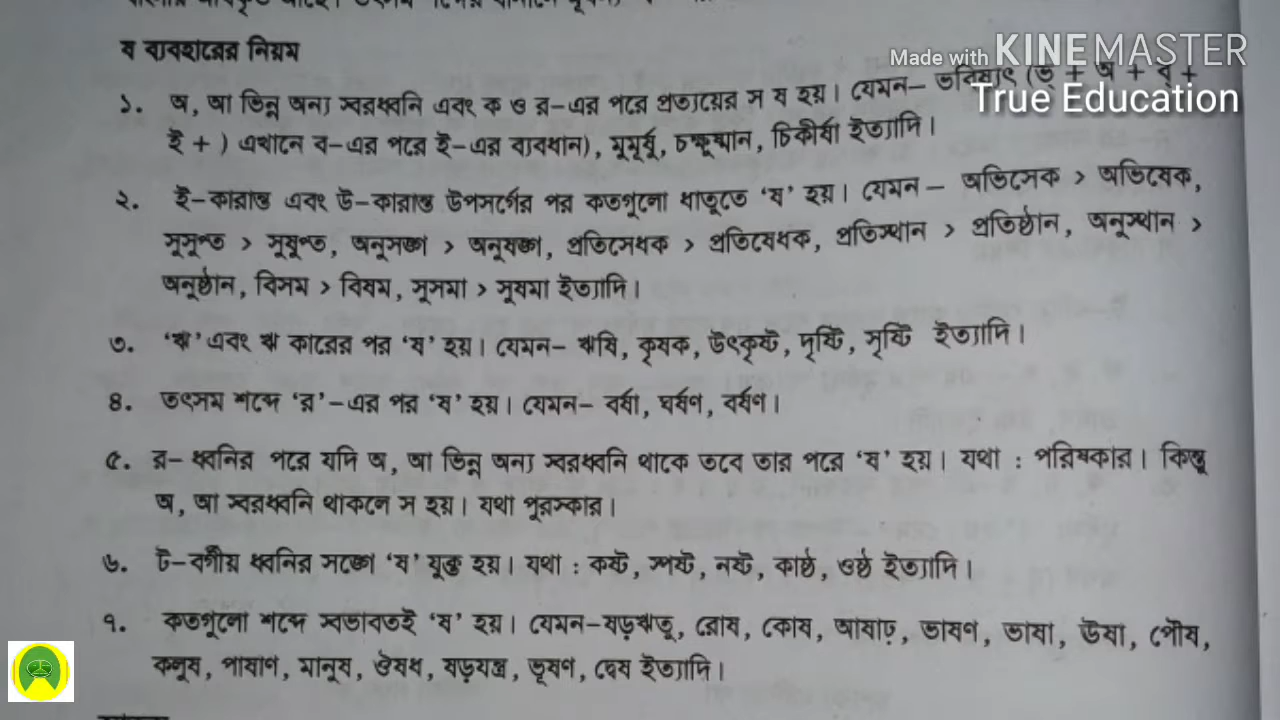 ষ ব্যবহারের নিয়ম
Made with KINEMASTER
True Education
১. অ, আ ভিন্ন অন্য স্বরধ্বনি এবং ক ও র-এর পরে প্রত্যয়ের স ষ হয়। যেমন- ভবিষ্যৎ (ভ্ + অ + ব্ +
ই + ) এখানে ব-এর পরে ই-এর ব্যবধান), মুমূর্ষু, চক্ষুষ্মান, চিকীর্ষা ইত্যাদি।
২. ই-কারান্ত এবং উ-কারান্ত উপসর্গের পর কতগুলো ধাতুতে ‘ষ’ হয়। যেমন – অভিসেক > অভিষেক,
সুসুপ্ত > সুষুপ্ত, অনুসঙ্গ > অনুষঙ্গ, প্রতিসেধক > প্রতিষেধক, প্রতিস্থান > প্রতিষ্ঠান, অনুস্থান >
অনুষ্ঠান, বিসম > বিষম, সুসমা > সুষমা ইত্যাদি।
৩. ‘ঋ’ এবং ঋ কারের পর ‘ষ’ হয়। যেমন- ঋষি, কৃষক, উৎকৃষ্ট, দৃষ্টি, সৃষ্টি ইত্যাদি।
৪. তৎসম শব্দে ‘র’-এর পর ‘ষ’ হয়। যেমন- বর্ষা, ঘর্ষণ, বর্ষণ।
৫. র- ধ্বনির পরে যদি অ, আ ভিন্ন অন্য স্বরধ্বনি থাকে তবে তার পরে ‘ষ’ হয়। যথা : পরিষ্কার। কিন্তু
অ, আ স্বরধ্বনি থাকলে স হয়। যথা পুরস্কার।
৬. ট-বর্গীয় ধ্বনির সঙ্গে ‘ষ’ যুক্ত হয়। যথা : কষ্ট, স্পষ্ট, নষ্ট, কাষ্ঠ, ওষ্ঠ ইত্যাদি।
৭. কতগুলো শব্দে স্বভাবতই ‘ষ’ হয়। যেমন-ষড়ঋতু, রোষ, কোষ, আষাঢ়, ভাষণ, ভাষা, ঊষা, পৌষ,
কলুষ, পাষাণ, মানুষ, ঔষধ, ষড়যন্ত্র, ভূষণ, দ্বেষ ইত্যাদি।